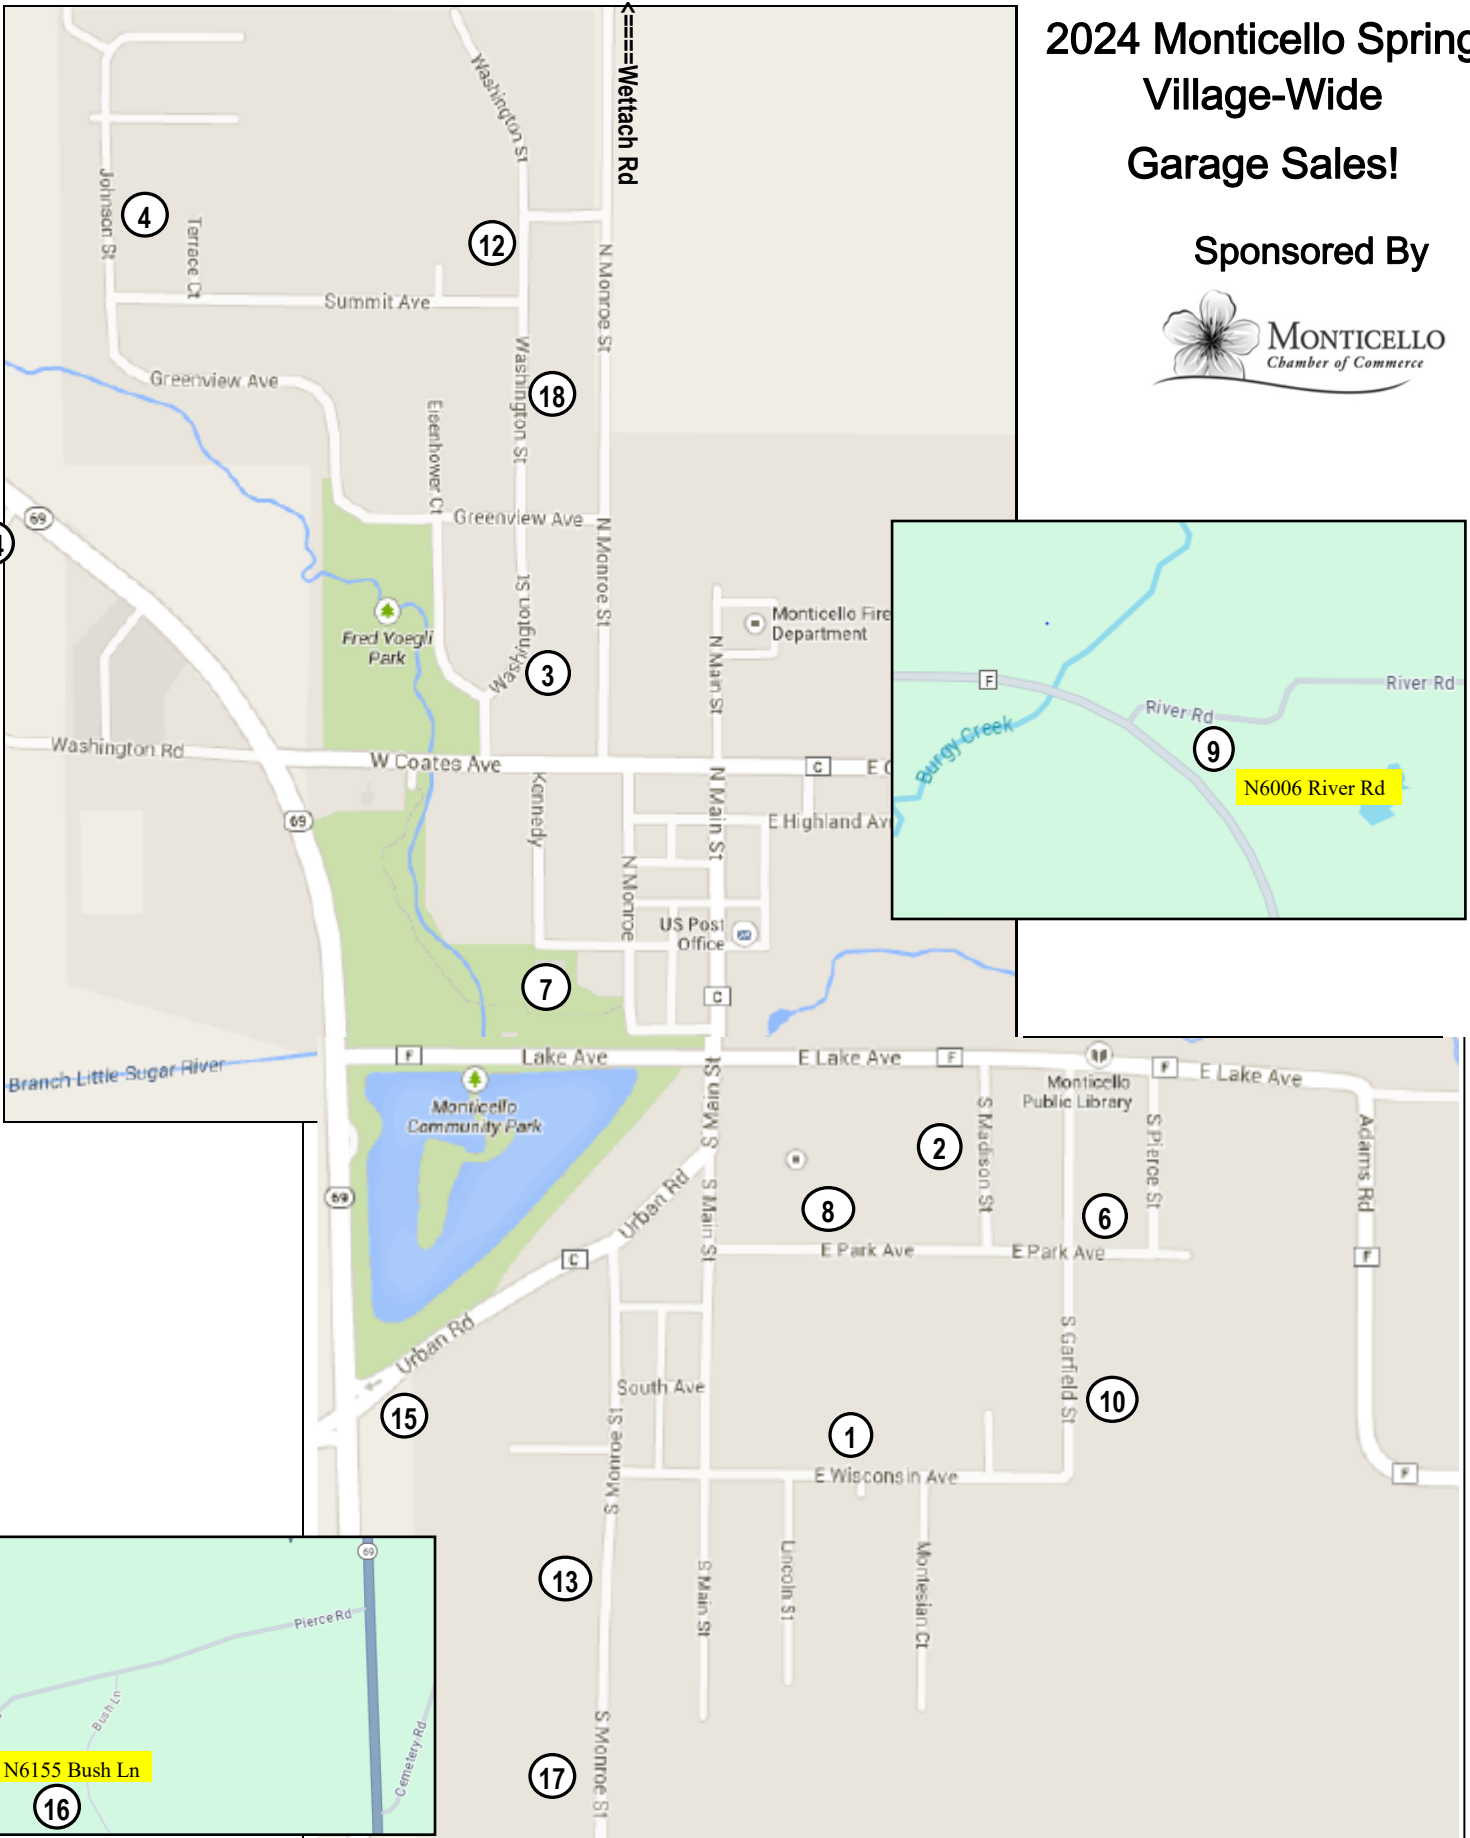 2024 Monticello Spring
Village-Wide
Garage Sales!
Sponsored By
MONTICELLO
Chamber of Commerce
<====Wettach Rd
Washington St
Johnson St
4
Terrace Ct
12
N Monroe St
Summit Ave
Washington St
18
Greenview Ave
Eisenhower Ct
69
Greenview Ave
N Monroe St
Washington St
3
Fred Voegli
Park
N Main St
Monticello Fire
Department
F
River Rd
River Rd
Burgy Creek
9
N6006 River Rd
Washington Rd
W Coates Ave
C
E C
Kennedy
N Main St
69
E Highland Av
N Monroe
US Post
Office
7
C
Branch Little Sugar River
F
Lake Ave
S Main St
E Lake Ave
F
Monticello
Public Library
F
E Lake Ave
Monticello
Community Park
S Madison St
2
S Pierce St
Adams Rd
69
Urban Rd
S Main St
8
6
E Park Ave
E Park Ave
C
F
Urban Rd
S Garfield St
South Ave
15
10
1
S Monroe St
E Wisconsin Ave
F
13
S Main St
Lincoln St
Montesian Ct
69
Pierce Rd
Bush Ln
Cemetery Rd
N6155 Bush Ln
16
17
S Monroe St